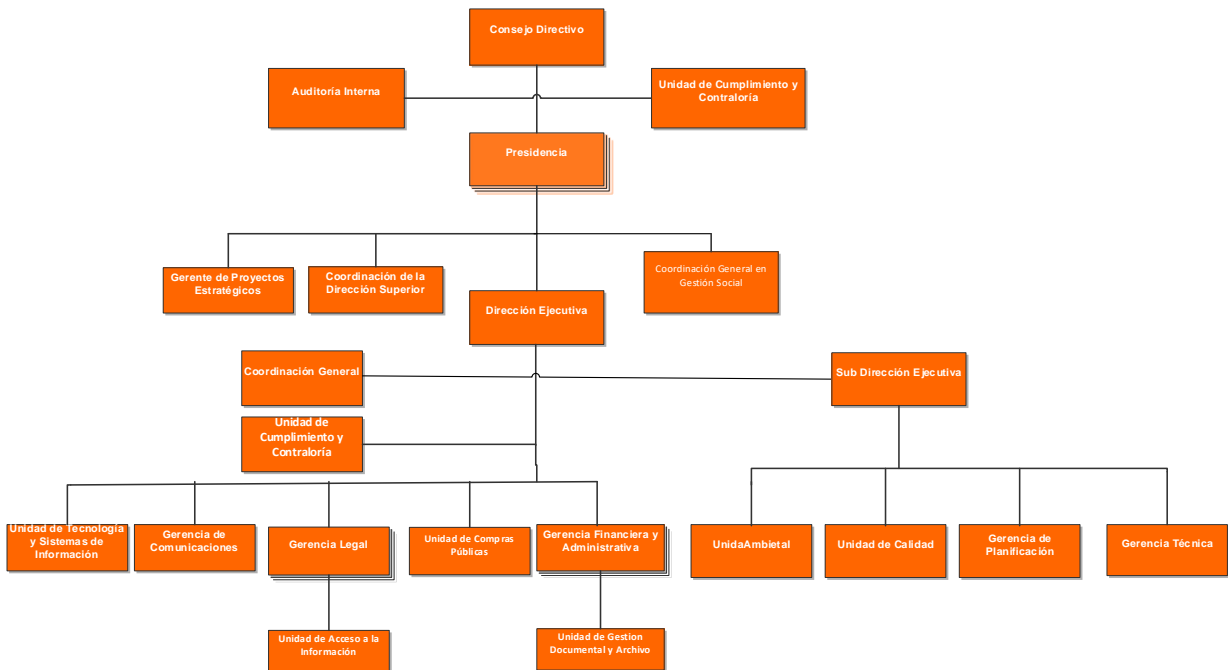 Consejo Directivo
Auditoría Interna
Unidad de Cumplimiento y
Contraloría
Presidencia
Gerente de Proyectos
Estratégicos
Coordinación de la
Dirección Superior
Coordinación General en
Gestión Social
Dirección Ejecutiva
Coordinación General
Sub Dirección Ejecutiva
Unidad de
Cumplimiento y
Contraloría
Unidad de Tecnología
y Sistemas de
Información
Gerencia de
Comunicaciones
Gerencia Legal
Unidad de Compras
Públicas
Gerencia Financiera y
Administrativa
UnidaAmbietal
Unidad de Calidad
Gerencia de
Planificación
Gerencia Técnica
Unidad de Acceso a la
Información
Unidad de Gestion
Documental y Archivo